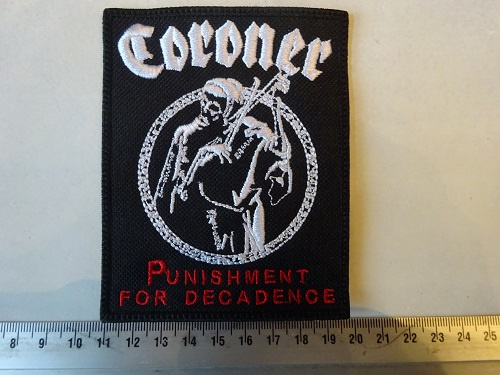 Coroner
PUNISHMENT
FOR DECADENCE
8 9 10 11 12 13 14 15 16 17 18 19 20 21 22 23 24 25